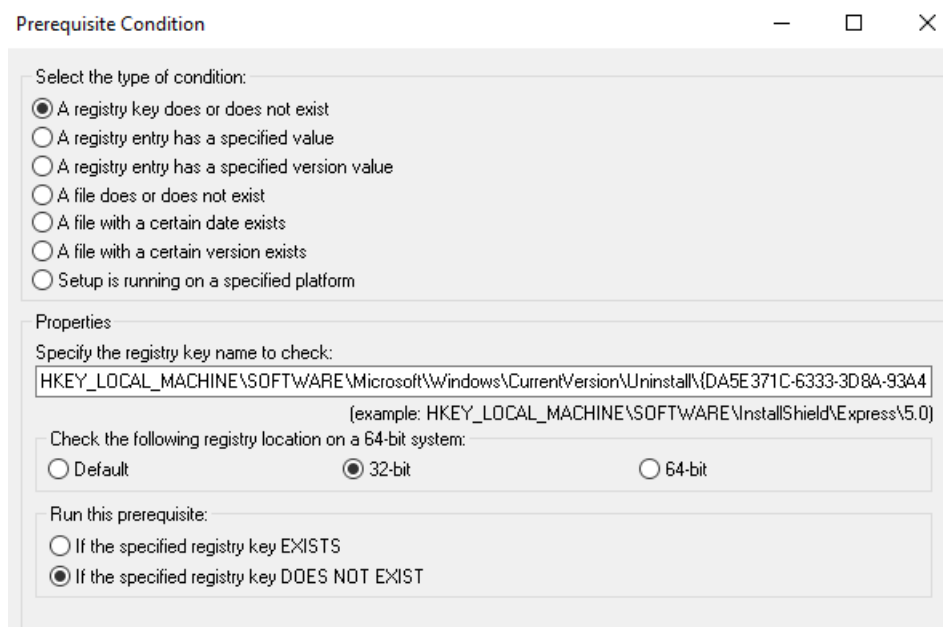 Prerequisite Condition
Select the type of condition:
A registry key does or does not exist
A registry entry has a specified value
A registry entry has a specified version value
A file does or does not exist
A file with a certain date exists
A file with a certain version exists
Setup is running on a specified platform
Properties
Specify the registry key name to check:
HKEY_LOCAL_MACHINE\SOFTWARE\Microsoft\Windows\CurrentVersion\Uninstall\{DA5E371C-6333-3D8A-93A4
(example: HKEY_LOCAL_MACHINE\SOFTWARE\InstallShield\Express\5.0)
Check the following registry location on a 64-bit system:
Default 32-bit 64-bit
Run this prerequisite:
If the specified registry key EXISTS
If the specified registry key DOES NOT EXIST